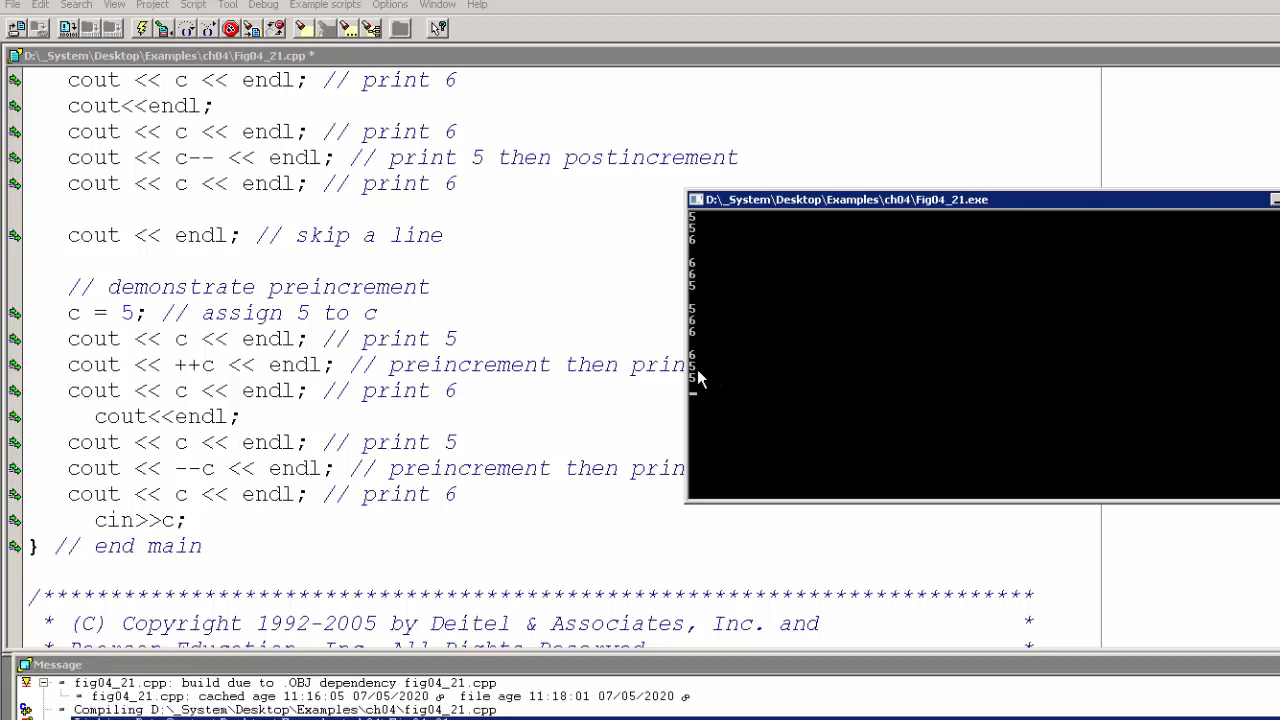 File Edit Search View Project Script Tool Debug Example scripts Options Window Help
D:\_System\Desktop\Examples\ch04\Fig04_21.cpp *
cout << c << endl; // print 6
cout<<endl;
cout << c << endl; // print 6
cout << c-- << endl; // print 5 then postincrement
cout << c << endl; // print 6
cout << endl; // skip a line
// demonstrate preincrement
c = 5; // assign 5 to c
cout << c << endl; // print 5
cout << ++c << endl; // preincrement then prin
cout << c << endl; // print 6
cout<<endl;
cout << c << endl; // print 5
cout << --c << endl; // preincrement then prin
cout << c << endl; // print 6
cin>>c;
} // end main
/**************************************************************************
* (C) Copyright 1992-2005 by Deitel & Associates, Inc. and *
* Pearson Education, Inc. All Rights Reserved. *
D:\_System\Desktop\Examples\ch04\Fig04_21.exe
5
5
6
6
6
5
5
6
6
6
5
5
Message
fig04_21.cpp: build due to .OBJ dependency fig04_21.cpp
fig04_21.cpp: cached age 11:16:05 07/05/2020 file age 11:18:01 07/05/2020
Compiling D:\_System\Desktop\Examples\ch04\fig04_21.cpp